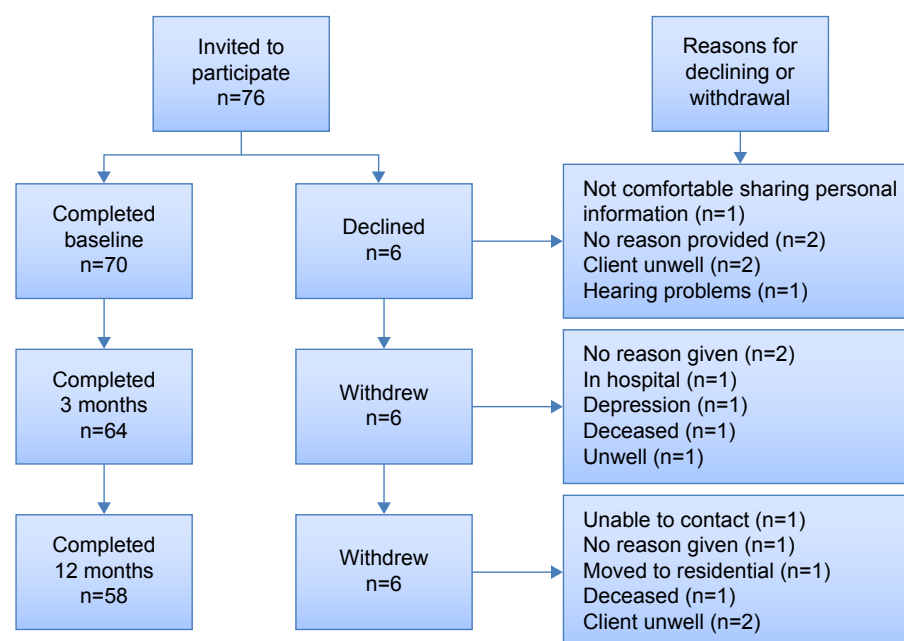 Invited to
participate
n=76
Reasons for
declining or
withdrawal
Completed
baseline
n=70
Declined
n=6
Not comfortable sharing personal
information (n=1)
No reason provided (n=2)
Client unwell (n=2)
Hearing problems (n=1)
Completed
3 months
n=64
Withdrew
n=6
No reason given (n=2)
In hospital (n=1)
Depression (n=1)
Deceased (n=1)
Unwell (n=1)
Completed
12 months
n=58
Withdrew
n=6
Unable to contact (n=1)
No reason given (n=1)
Moved to residential (n=1)
Deceased (n=1)
Client unwell (n=2)